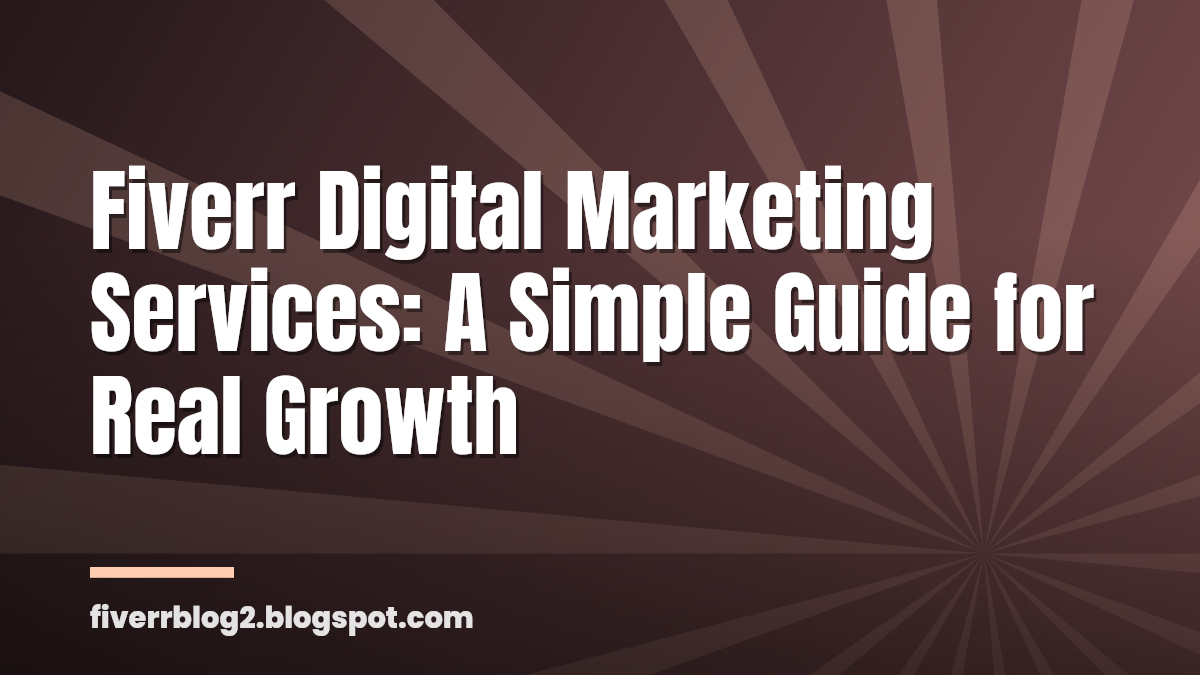 Fiverr Digital Marketing
Services: A Simple Guide for
Real Growth
fiverrblog2.blogspot.com